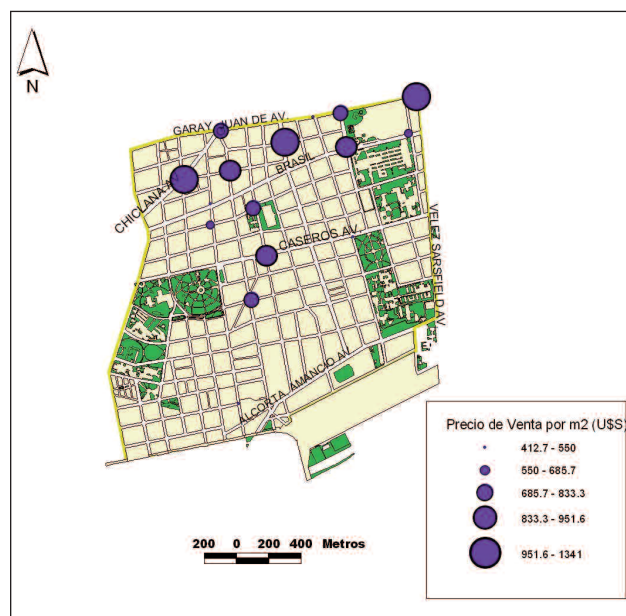 N
GARAY JUAN DE AV.
BRASIL
CHICLANA
CASEROS AV.
VELEZ SARSFIELD AV.
E.
ALCORTA AMANCIO AV.
Precio de Venta por m2 (U$S)
412.7 - 550
550 - 685.7
685.7 - 833.3
833.3 - 951.6
951.6 - 1341
200 0 200 400 Metros